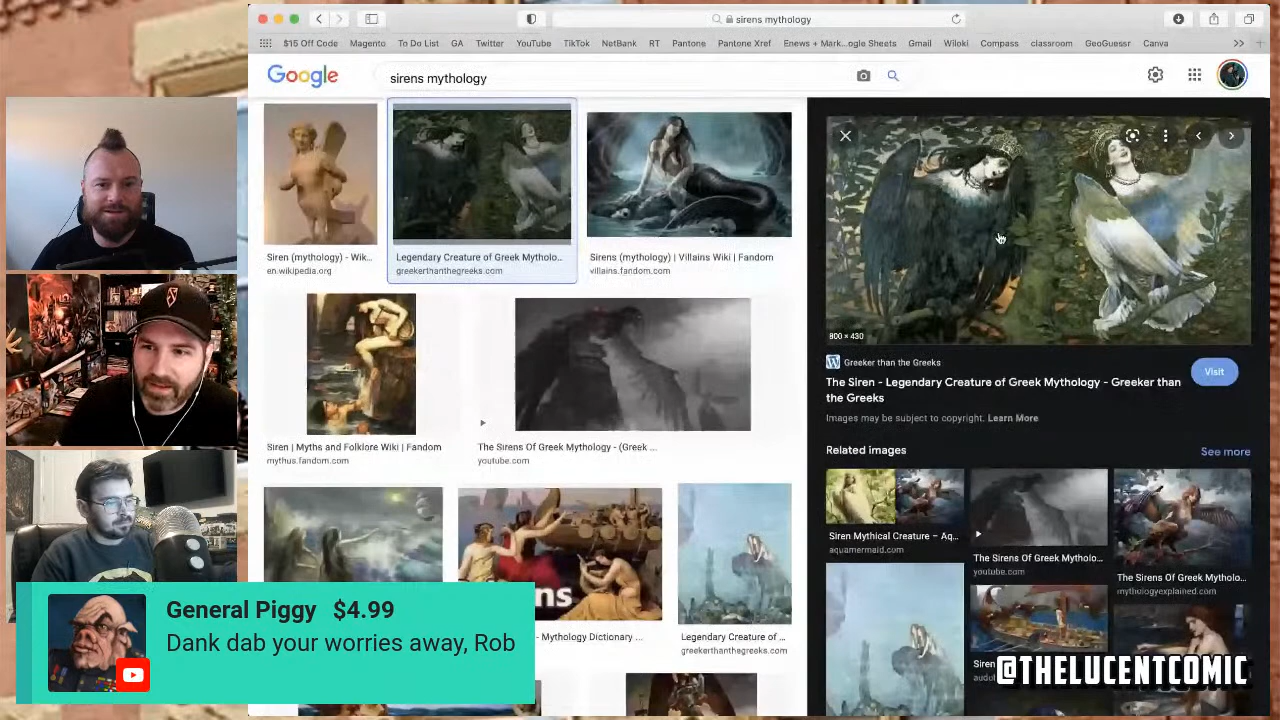 sirens mythology
$15 Off Code
Magento
To Do List
GA
Twitter
YouTube
TikTok
NetBank
RT
Pantone
Pantone Xref
Enews + Mark...ogle Sheets
Gmail
Wiloki
Compass
classroom
GeoGuessr
Canva
Google
sirens mythology
Siren (mythology) - Wik...
en.wikipedia.org
Legendary Creature of Greek Mytholo...
greekerthanthegreeks.com
Sirens (mythology) | Villains Wiki | Fandom
villains.fandom.com
Siren | Myths and Folklore Wiki | Fandom
mythus.fandom.com
The Sirens Of Greek Mythology - (Greek ...
youtube.com
ns
- Mythology Dictionary ...
Legendary Creature of ...
greekerthanthegreeks.com
800 × 430
Greeker than the Greeks
The Siren - Legendary Creature of Greek Mythology - Greeker than
the Greeks
Visit
Images may be subject to copyright. Learn More
Related images
See more
Siren Mythical Creature – Aq...
aquamermaid.com
The Sirens Of Greek Mytholo...
youtube.com
The Sirens Of Greek Mytholo...
mythologyexplained.com
Siren
General Piggy $4.99
Dank dab your worries away, Rob
@THELUCENTCOMIC